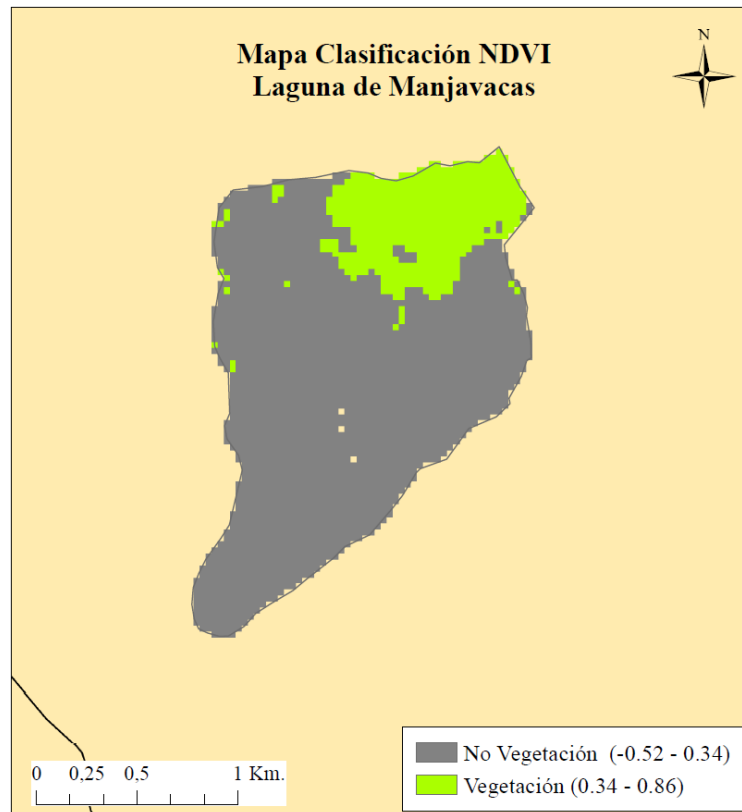 Mapa Clasificación NDVI
Laguna de Manjavacas
N
No Vegetación (-0.52 - 0.34)
Vegetación (0.34 - 0.86)
0 0,25 0,5 1 Km.